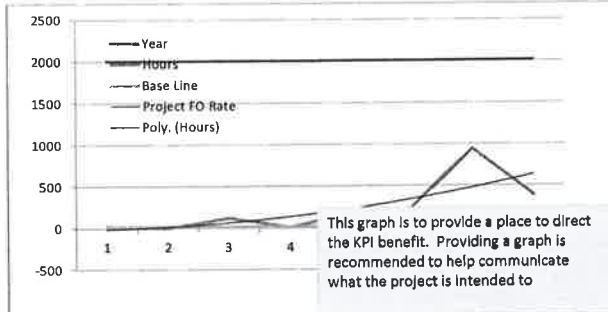 2500
2000
1500
1000
500
0
-500
Year
Hours
Base Line
Project FO Rate
Poly. (Hours)
1
2
3
4
This graph is to provide a place to direct
the KPI benefit. Providing a graph is
recommended to help communicate
what the project is intended to